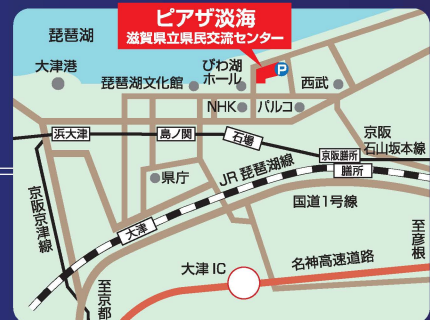 ピアザ淡海
滋賀県立県民交流センター
琵琶湖
大津港
琵琶湖文化館
びわ湖
ホール
P
西武
NHK
パルコ
浜大津
島ノ関
石場
京阪
石山坂本線
京阪膳所
膳所
県庁
JR 琵琶湖線
京阪京津線
国道1号線
大津
至彦根
大津 IC
名神高速道路
至京都